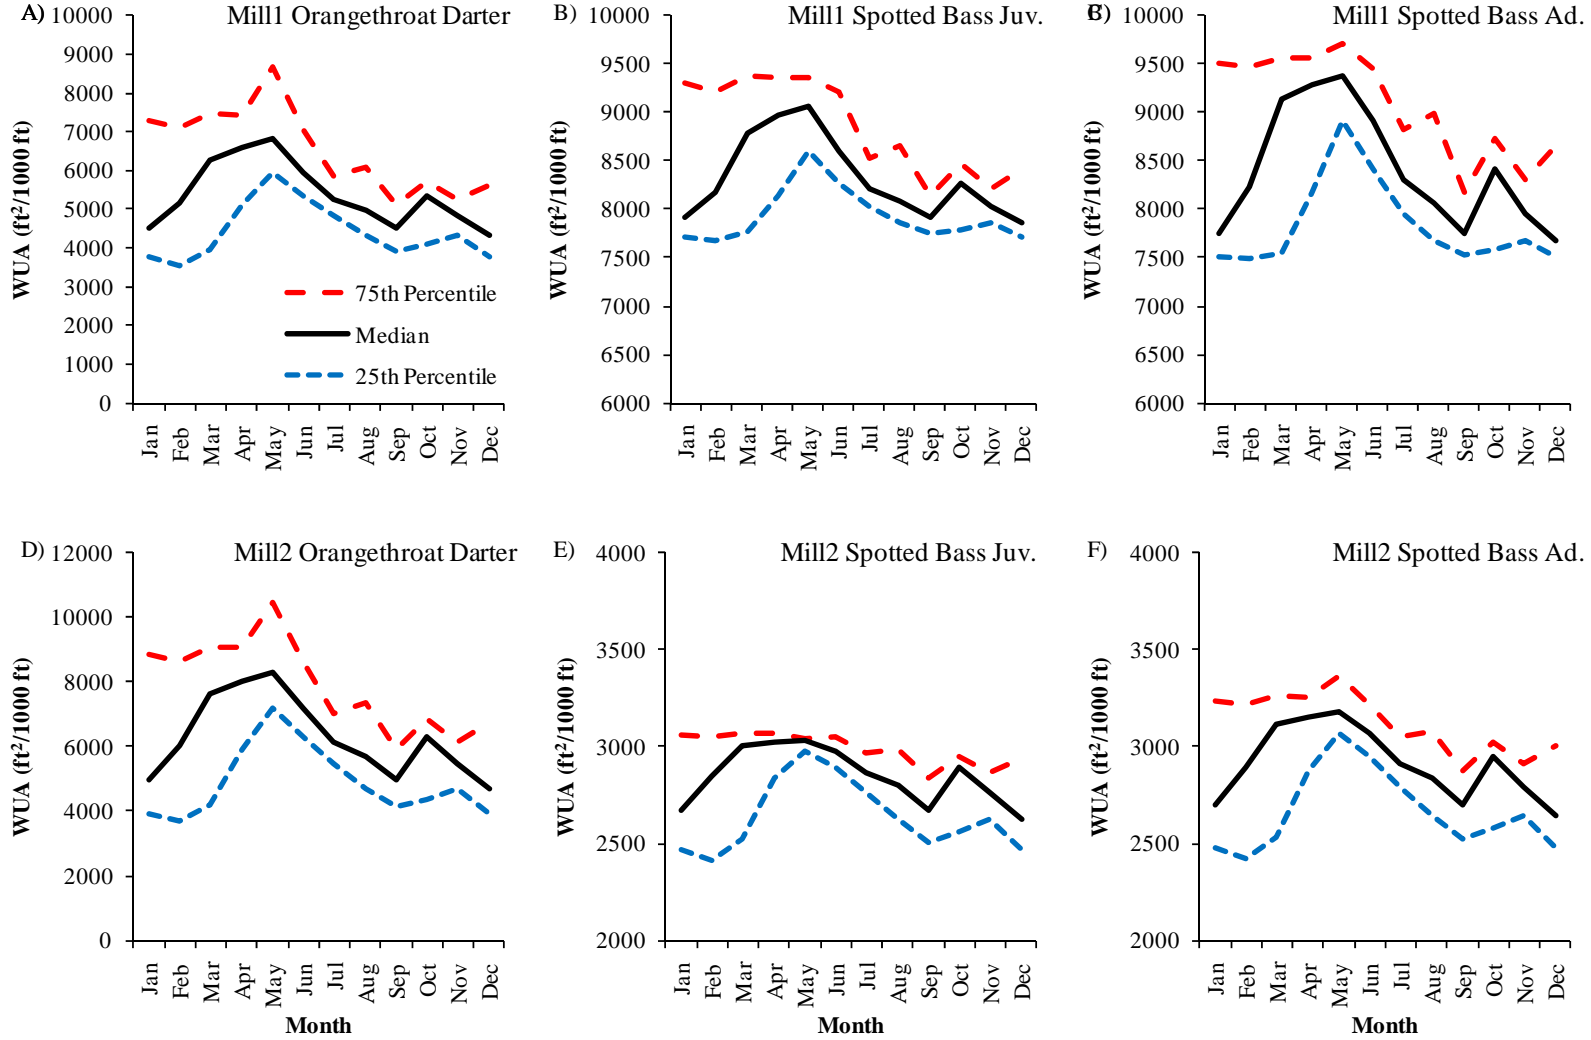 A) Mill1 Orangethroat Darter
10000
9000
8000
7000
6000
5000
4000
3000
2000
1000
0
WUA (ft²/1000 ft)
75th Percentile
Median
25th Percentile
Jan Feb Mar Apr May Jun Jul Aug Sep Oct Nov Dec
B) Mill1 Spotted Bass Juv.
10000
9500
9000
8500
8000
7500
7000
6500
6000
WUA (ft²/1000 ft)
Jan Feb Mar Apr May Jun Jul Aug Sep Oct Nov Dec
Mill1 Spotted Bass Ad.
10000
9500
9000
8500
8000
7500
7000
6500
6000
WUA (ft²/1000 ft)
Jan Feb Mar Apr May Jun Jul Aug Sep Oct Nov Dec
D) Mill2 Orangethroat Darter
12000
10000
8000
6000
4000
2000
0
WUA (ft²/1000 ft)
Jan Feb Mar Apr May Jun Jul Aug Sep Oct Nov Dec
Month
E) Mill2 Spotted Bass Juv.
4000
3500
3000
2500
2000
WUA (ft²/1000 ft)
Jan Feb Mar Apr May Jun Jul Aug Sep Oct Nov Dec
F) Mill2 Spotted Bass Ad.
4000
3500
3000
2500
2000
WUA (ft²/1000 ft)
Jan Feb Mar Apr May Jun Jul Aug Sep Oct Nov Dec
Month